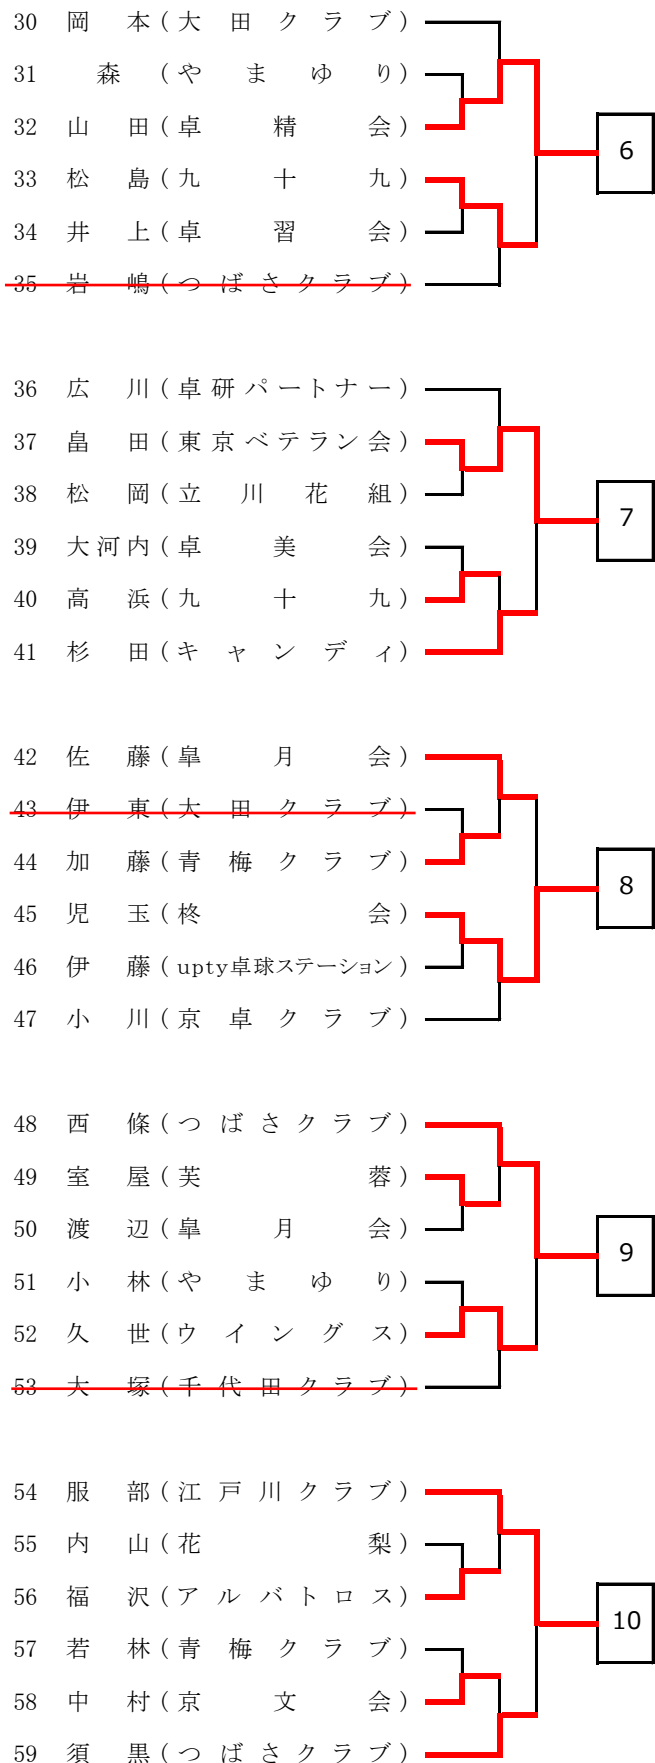 30 岡本(大田クラブ)
31 森(やまゆり)
32 山田(卓精会)
6
33 松島(九十九)
34 井上(卓習会)
35 岩嶋(つばさクラブ)
36 広川(卓研パートナー)
37 畠田(東京ベテラン会)
38 松岡(立川花組)
7
39 大河内(卓美会)
40 高浜(九十九)
41 杉田(キャンディ)
42 佐藤(皐月会)
43 伊東(大田クラブ)
44 加藤(青梅クラブ)
8
45 児玉(柊会)
46 伊藤(upty卓球ステーション)
47 小川(京卓クラブ)
48 西條(つばさクラブ)
49 室屋(芙蓉)
50 渡辺(皐月会)
9
51 小林(やまゆり)
52 久世(ウイングス)
53 大塚(千代田クラブ)
54 服部(江戸川クラブ)
55 内山(花梨)
56 福沢(アルバトロス)
10
57 若林(青梅クラブ)
58 中村(京文会)
59 須黒(つばさクラブ)